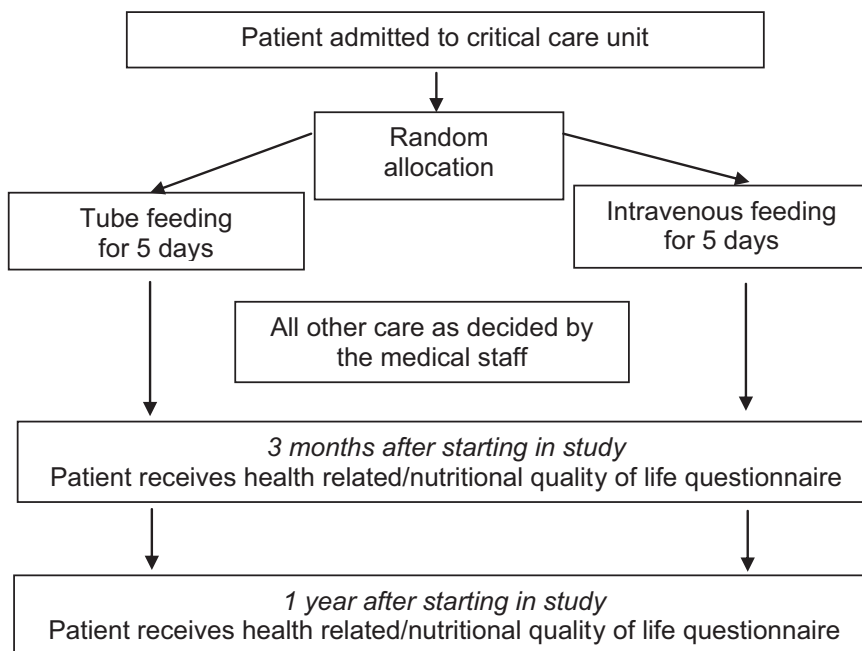 Patient admitted to critical care unit
Random
allocation
Tube feeding
for 5 days
Intravenous feeding
for 5 days
All other care as decided by
the medical staff
3 months after starting in study
Patient receives health related/nutritional quality of life questionnaire
1 year after starting in study
Patient receives health related/nutritional quality of life questionnaire